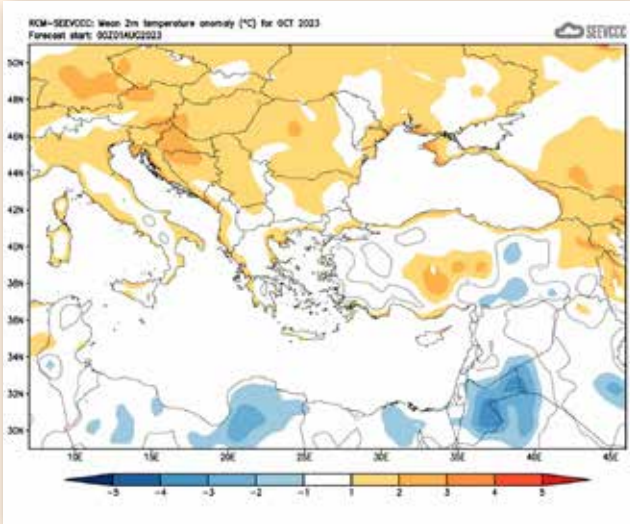 RCM-SEEVCCC: Mean 2m temperature anomaly (°C) for OCT 2023
Forecast start: 00Z01AUG2023
SEEVCCC
50N
48N
46N
44N
42N
40N
38N
36N
34N
32N
30N
10E 15E 20E 25E 30E 35E 40E 45E
-5 -4 -3 -2 -1 1 2 3 4 5